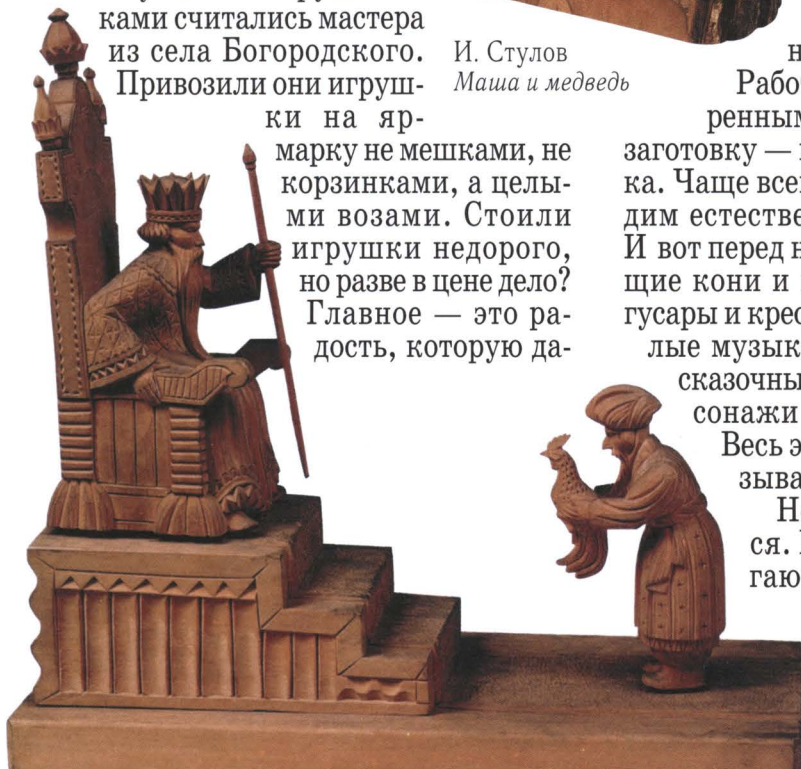 ками считались мастера
из села Богородского.
Привозили они игруш-
ки на яр-
марку не мешками, не
корзинками, а целы-
ми возами. Стоили
игрушки недорого,
но разве в цене дело?
Главное — это ра-
дость, которую да-
И. Стулов
Маша и медведь
Рабо
ренным
заготовку —
ка. Чаще все
дим естестве
И вот перед н
щие кони и
гусары и крес
лые музык
сказочны
сонажи
Весь э
зыва
Н
ся.
гаю